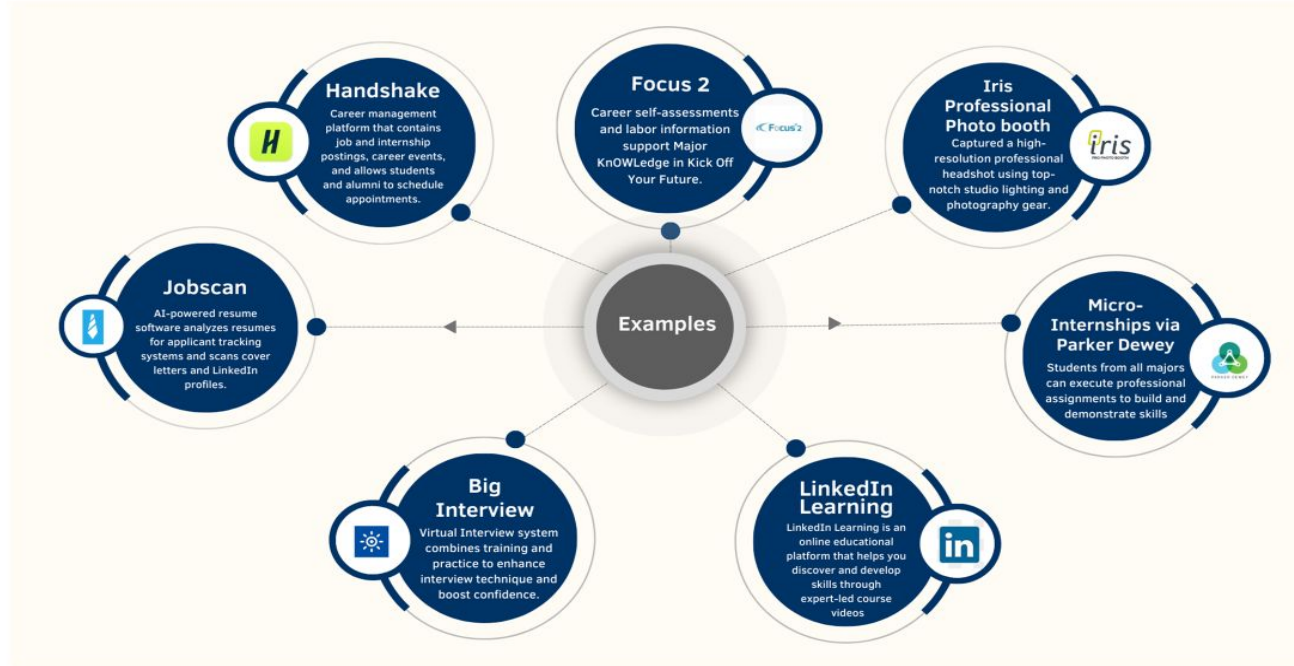 Handshake
Career management
platform that contains
job and internship
postings, career events,
and allows students
and alumni to schedule
appointments.
H
Focus 2
Career self-assessments
and labor information
support Major
KnOWLedge in Kick Off
Your Future.
Focus 2
Iris
Professional
Photo booth
Captured a high-
resolution professional
headshot using top-
notch studio lighting and
photography gear.
iris
PRO PHOTO BOOTH
Jobscan
AI-powered resume
software analyzes resumes
for applicant tracking
systems and scans cover
letters and LinkedIn
profiles.
Examples
Micro-
Internships via
Parker Dewey
Students from all majors
can execute professional
assignments to build and
demonstrate skills
PARKER DEWEY
Big
Interview
Virtual Interview system
combines training and
practice to enhance
interview technique and
boost confidence.
LinkedIn
Learning
LinkedIn Learning is an
online educational
platform that helps you
discover and develop
skills through
expert-led course
videos
in